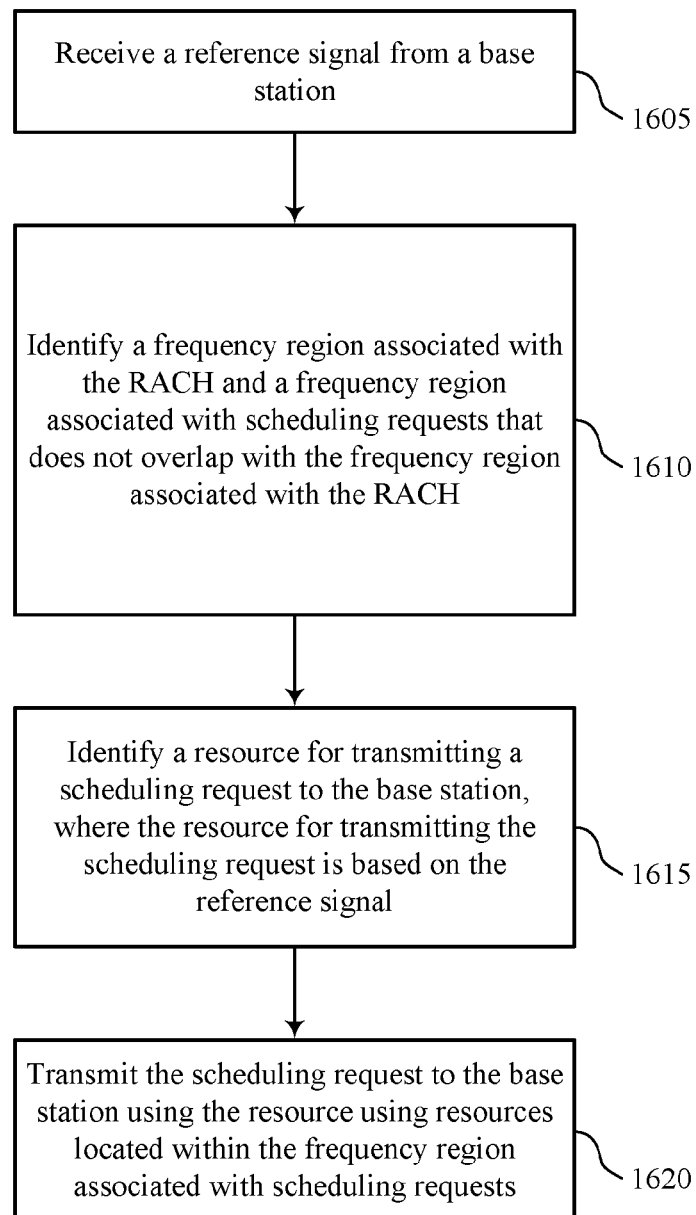 Receive a reference signal from a base
station
1605
Identify a frequency region associated with
the RACH and a frequency region
associated with scheduling requests that
does not overlap with the frequency region
associated with the RACH
1610
Identify a resource for transmitting a
scheduling request to the base station,
where the resource for transmitting the
scheduling request is based on the
reference signal
1615
Transmit the scheduling request to the base
station using the resource using resources
located within the frequency region
associated with scheduling requests
1620